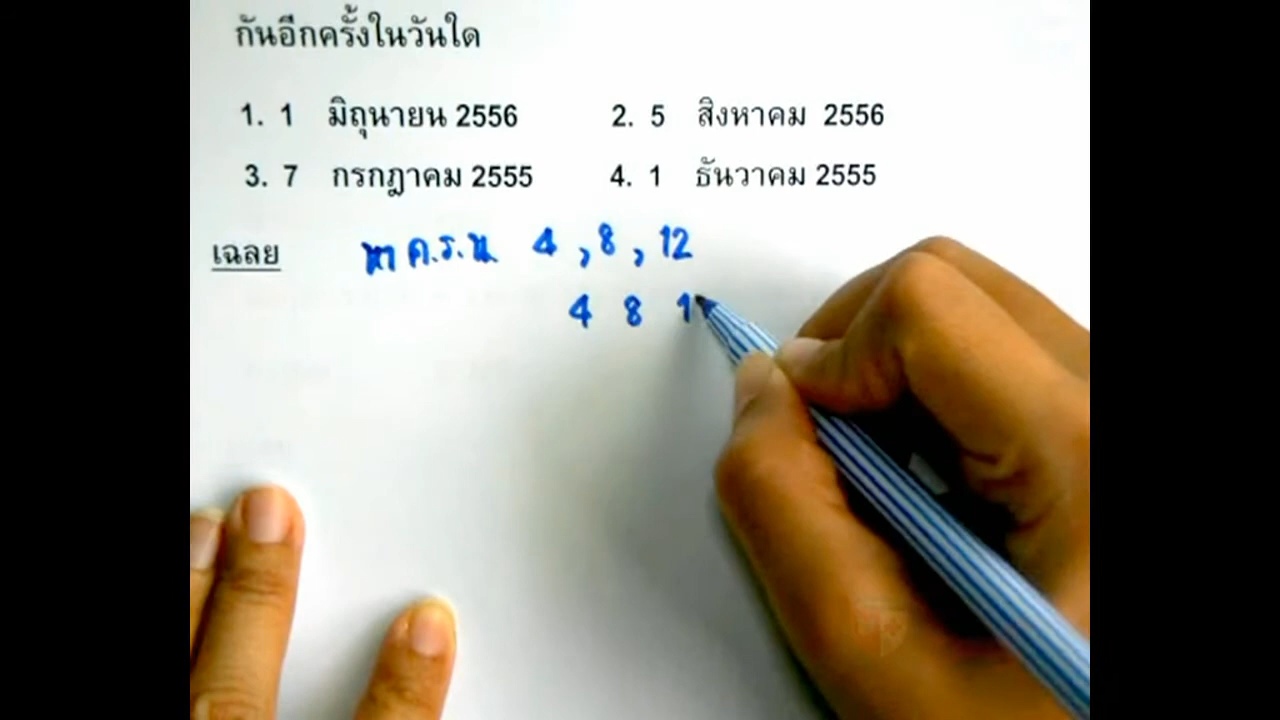 กันอีกครั้งในวันใด
1. 1 มิถุนายน 2556 2. 5 สิงหาคม 2556
3. 7 กรกฎาคม 2555 4. 1 ธันวาคม 2555
เฉลย หา ค.ร.น. 4 , 8 , 12
4 8 1